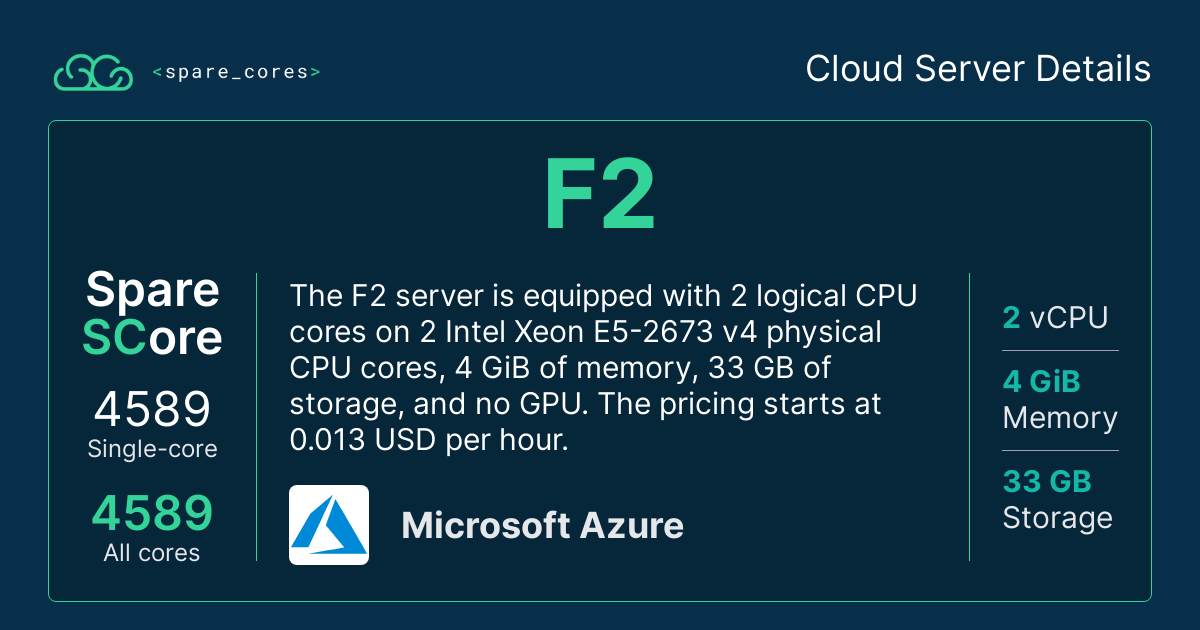 <spare_cores>
Cloud Server Details
F2
Spare
SCore
4589
Single-core
4589
All cores
The F2 server is equipped with 2 logical CPU
cores on 2 Intel Xeon E5-2673 v4 physical
CPU cores, 4 GiB of memory, 33 GB of
storage, and no GPU. The pricing starts at
0.013 USD per hour.
Microsoft Azure
2 vCPU
4 GiB
Memory
33 GB
Storage